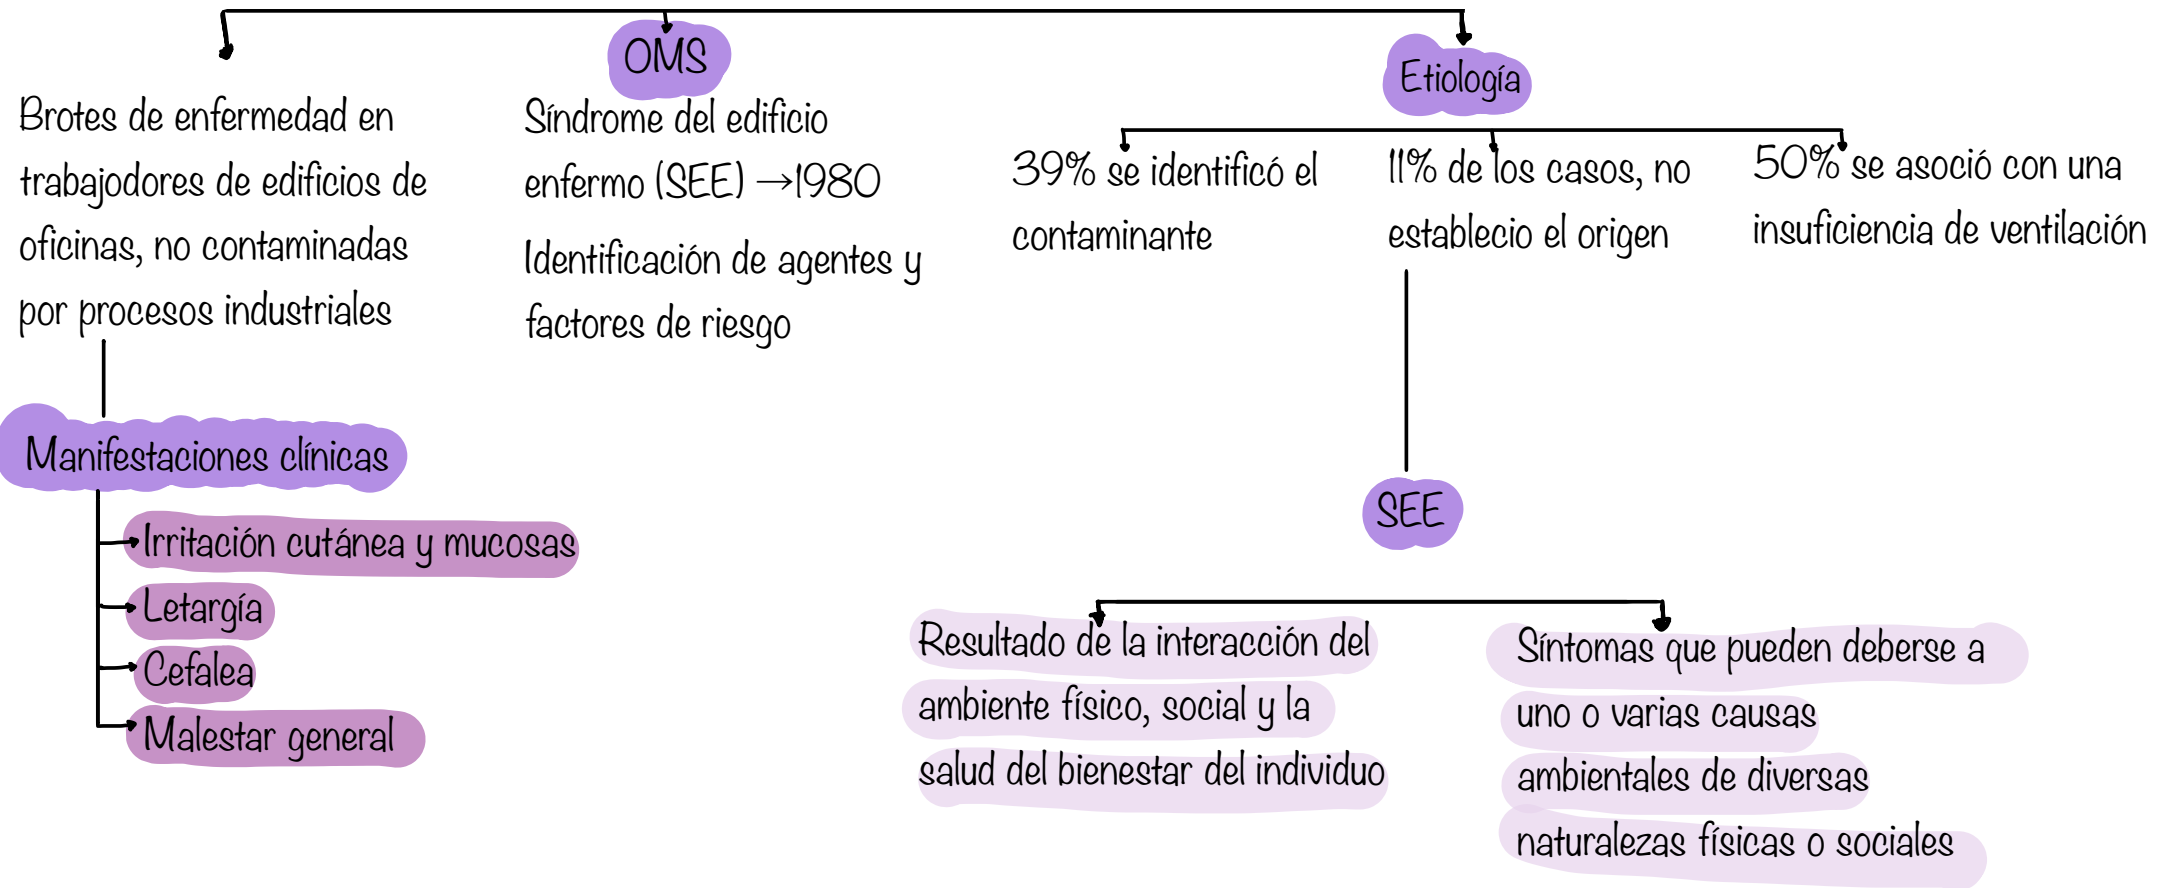 Brotes de enfermedad en
trabajodores de edificios de
oficinas, no contaminadas
por procesos industriales
Manifestaciones clínicas
Irritación cutánea y mucosas
Letargía
Cefalea
Malestar general
OMS
Síndrome del edificio
enfermo (SEE) →1980
Identificación de agentes y
factores de riesgo
Etiología
39% se identificó el
contaminante
11% de los casos, no
establecio el origen
50% se asoció con una
insuficiencia de ventilación
SEE
Resultado de la interacción del
ambiente físico, social y la
salud del bienestar del individuo
Síntomas que pueden deberse a
uno o varias causas
ambientales de diversas
naturalezas físicas o sociales